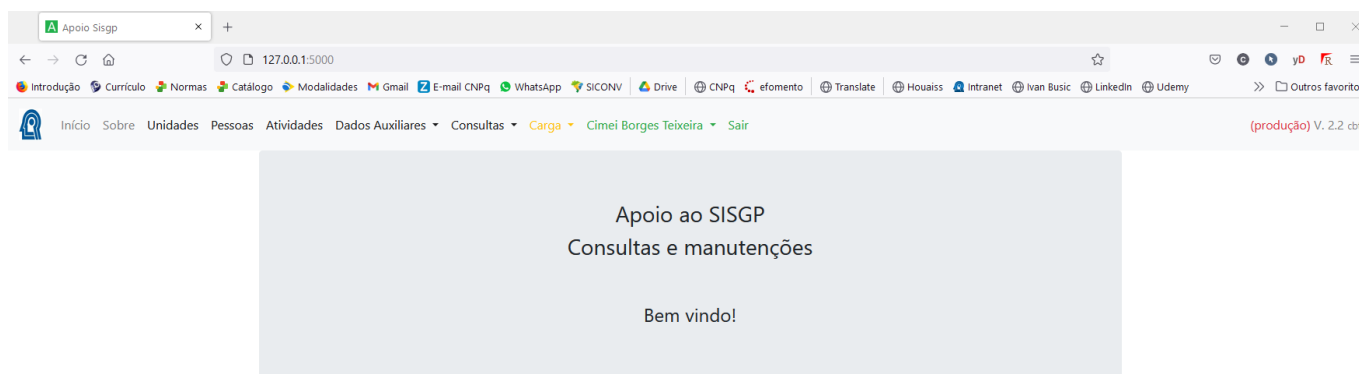 A Apoio Sisgp × +
127.0.0.1:5000 yD R
Introdução Currículo Normas Catálogo Modalidades Gmail Z E-mail CNPq WhatsApp SICONV Drive CNPq efomento Translate Houaiss Intranet Ivan Busic LinkedIn Udemy Outros favorito
Início Sobre Unidades Pessoas Atividades Dados Auxiliares Consultas Carga Cimei Borges Teixeira Sair (produção) V. 2.2
Apoio ao SISGP
Consultas e manutenções
Bem vindo!